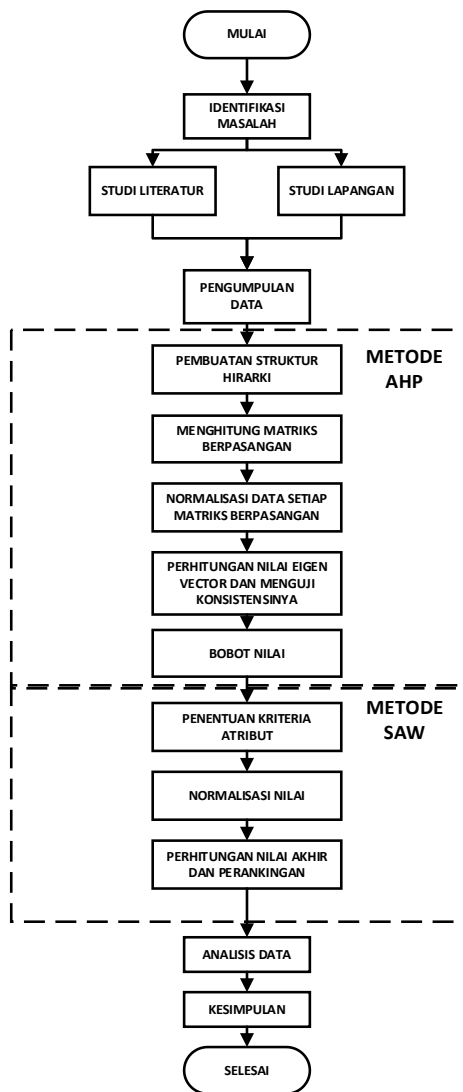 MULAI
IDENTIFIKASI
MASALAH
STUDI LITERATUR
STUDI LAPANGAN
PENGUMPULAN
DATA
METODE
AHP
PEMBUATAN STRUKTUR
HIRARKI
MENGHITUNG MATRIKS
BERPASANGAN
NORMALISASI DATA SETIAP
MATRIKS BERPASANGAN
PERHITUNGAN NILAI EIGEN
VECTOR DAN MENGUJI
KONSISTENSINYA
BOBOT NILAI
METODE
SAW
PENENTUAN KRITERIA
ATRIBUT
NORMALISASI NILAI
PERHITUNGAN NILAI AKHIR
DAN PERANKINGAN
ANALISIS DATA
KESIMPULAN
SELESAI